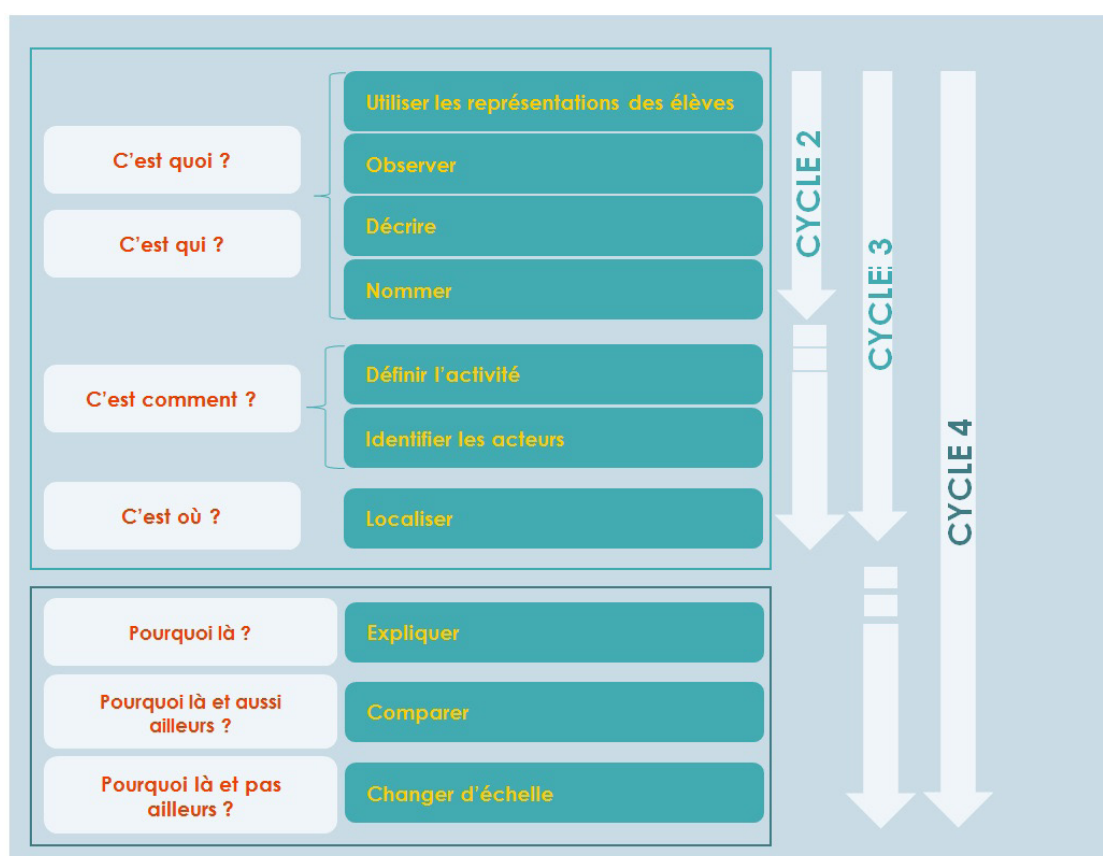 Utiliser les représentations des élèves
C'est quoi ?
Observer
C'est qui ?
Décrire
Nommer
C'est comment ?
Définir l'activité
Identifier les acteurs
C'est où ?
Localiser
Pourquoi là ?
Expliquer
Pourquoi là et aussi
ailleurs ?
Comparer
Pourquoi là et pas
ailleurs ?
Changer d'échelle
CYCLE 2
CYCLE 3
CYCLE 4